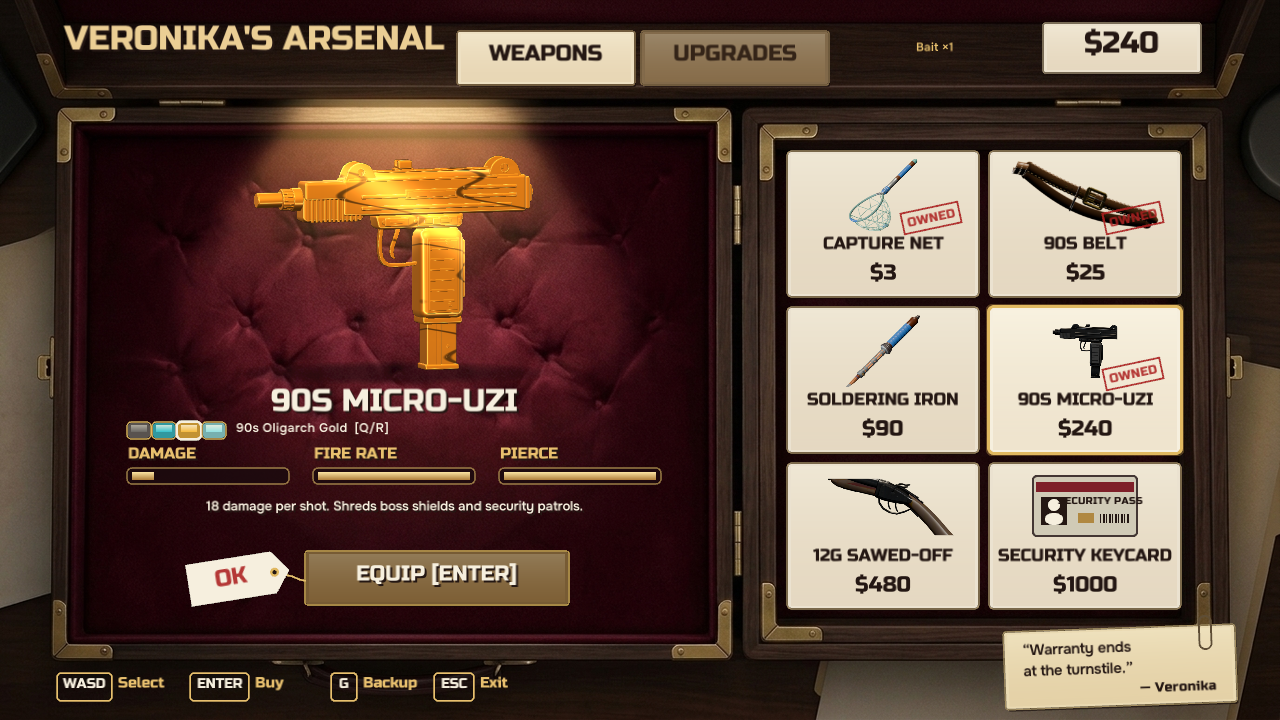 VERONIKA'S ARSENAL
WEAPONS
UPGRADES
Bait ×1
$240
90S MICRO-UZI
90s Oligarch Gold [Q/R]
DAMAGE
FIRE RATE
PIERCE
18 damage per shot. Shreds boss shields and security patrols.
OK
EQUIP [ENTER]
OWNED
CAPTURE NET
$3
OWNED
90S BELT
$25
SOLDERING IRON
$90
OWNED
90S MICRO-UZI
$240
12G SAWED-OFF
$480
ECURITY PASS
SECURITY KEYCARD
$1000
WASD Select
ENTER Buy
G Backup
ESC Exit
“Warranty ends
at the turnstile.”
— Veronika